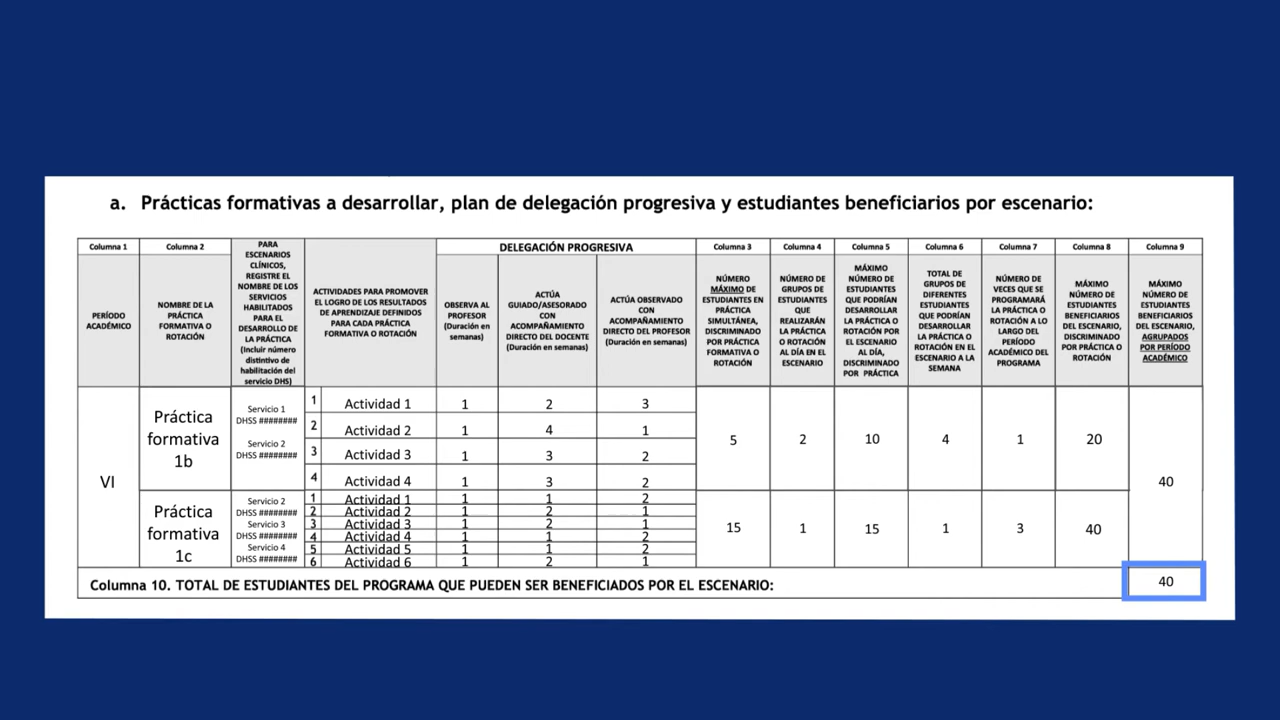 a. Prácticas formativas a desarrollar, plan de delegación progresiva y estudiantes beneficiarios por escenario:
Columna 1
PERÍODO
ACADÉMICO
Columna 2
NOMBRE DE LA
PRÁCTICA
FORMATIVA O
ROTACIÓN
PARA
ESCENARIOS
CLÍNICOS,
REGISTRE EL
NOMBRE DE LOS
SERVICIOS
HABILITADOS
PARA EL
DESARROLLO DE
LA PRÁCTICA
(Incluir número
distintivo de
habilitación del
servicio DHS)
ACTIVIDADES PARA PROMOVER
EL LOGRO DE LOS RESULTADOS
DE APRENDIZAJE DEFINIDOS
PARA CADA PRÁCTICA
FORMATIVA O ROTACIÓN
DELEGACIÓN PROGRESIVA
OBSERVA AL
PROFESOR
(Duración en
semanas)
ACTÚA
GUIADO/ASESORADO
CON
ACOMPAÑAMIENTO
DIRECTO DEL DOCENTE
(Duración en semanas)
ACTÚA OBSERVADO
CON
ACOMPAÑAMIENTO
DIRECTO DEL PROFESOR
(Duración en semanas)
Columna 3
NÚMERO
MÁXIMO DE
ESTUDIANTES EN
PRÁCTICA
SIMULTÁNEA,
DISCRIMINADO
POR PRÁCTICA
FORMATIVA O
ROTACIÓN
Columna 4
NÚMERO DE
GRUPOS DE
ESTUDIANTES
QUE
REALIZARÁN
LA PRÁCTICA
O ROTACIÓN
AL DÍA EN EL
ESCENARIO
Columna 5
MÁXIMO
NÚMERO DE
ESTUDIANTES
QUE PODRÍAN
DESARROLLAR
LA PRÁCTICA O
ROTACIÓN POR
EL ESCENARIO
AL DÍA,
DISCRIMINADO
POR PRÁCTICA
Columna 6
TOTAL DE
GRUPOS DE
DIFERENTES
ESTUDIANTES
QUE PODRÍAN
DESARROLLAR
LA PRÁCTICA O
ROTACIÓN EN EL
ESCENARIO A LA
SEMANA
Columna 7
NÚMERO DE
VECES QUE SE
PROGRAMARÁ
LA PRÁCTICA O
ROTACIÓN A LO
LARGO DEL
PERÍODO
ACADÉMICO DEL
PROGRAMA
Columna 8
MÁXIMO
NÚMERO DE
ESTUDIANTES
BENEFICIARIOS
DEL ESCENARIO,
DISCRIMINADO
POR PRÁCTICA O
ROTACIÓN
Columna 9
MÁXIMO
NÚMERO DE
ESTUDIANTES
BENEFICIARIOS
DEL ESCENARIO,
AGRUPADOS
POR PERÍODO
ACADÉMICO
VI
Práctica
formativa
1b
Servicio 1
DHSS ########
Servicio 2
DHSS ########
1 Actividad 1 1 2 3
2 Actividad 2 1 4 1
3 Actividad 3 1 3 2
4 Actividad 4 1 3 2
5 2 10 4 1 20
40
Práctica
formativa
1c
Servicio 2
DHSS ########
Servicio 3
DHSS ########
Servicio 4
DHSS ########
1 Actividad 1 1 1 2
2 Actividad 2 1 2 1
3 Actividad 3 1 2 1
4 Actividad 4 1 1 2
5 Actividad 5 1 1 2
6 Actividad 6 1 2 1
15 1 15 1 3 40
Columna 10. TOTAL DE ESTUDIANTES DEL PROGRAMA QUE PUEDEN SER BENEFICIADOS POR EL ESCENARIO: 40